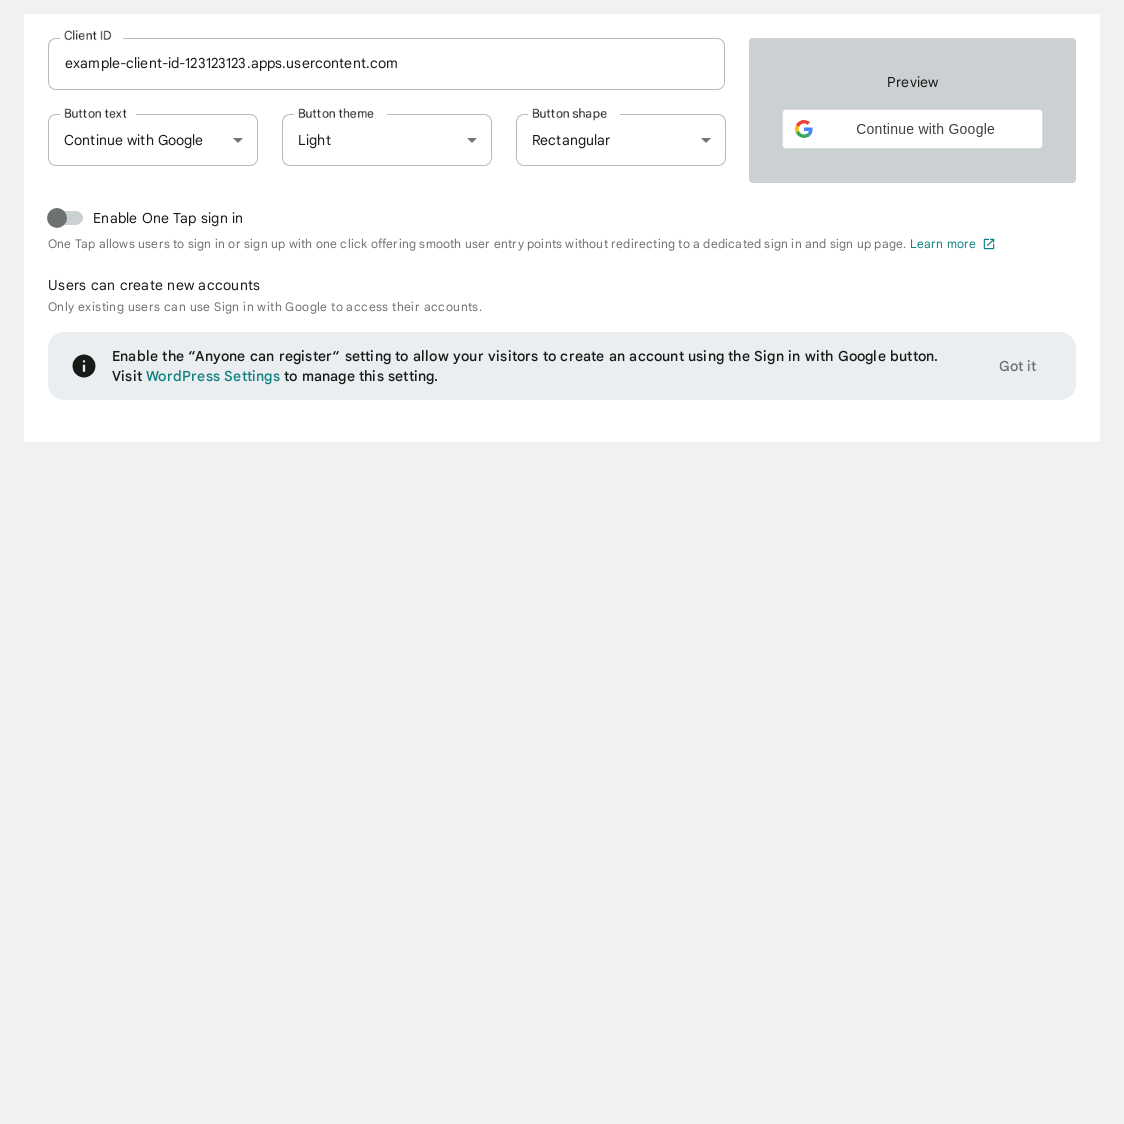 Client ID
example-client-id-123123123.apps.usercontent.com
Button text
Continue with Google
Button theme
Light
Button shape
Rectangular
Preview
Continue with Google
Enable One Tap sign in
One Tap allows users to sign in or sign up with one click offering smooth user entry points without redirecting to a dedicated sign in and sign up page. Learn more
Users can create new accounts
Only existing users can use Sign in with Google to access their accounts.
Enable the “Anyone can register“ setting to allow your visitors to create an account using the Sign in with Google button.
Visit WordPress Settings to manage this setting.
Got it